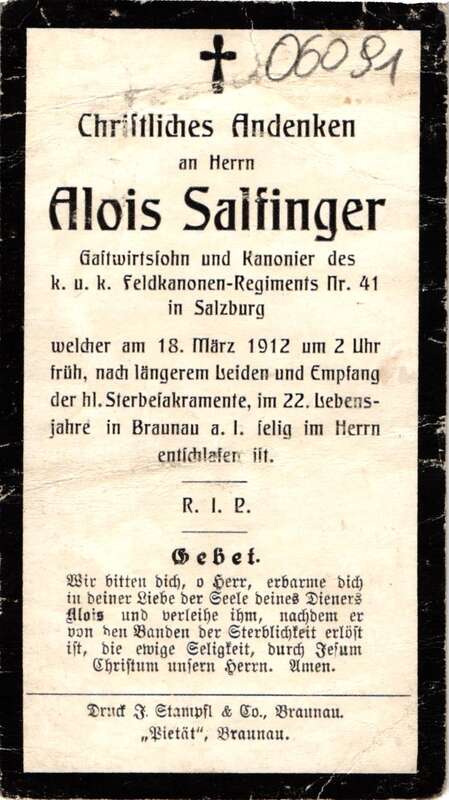 06091
Christliches Andenken
an Herrn
Alois Salfinger
Gastwirtssohn und Kanonier des
k. u. k. Feldkanonen-Regiments Nr. 41
in Salzburg
welcher am 18. März 1912 um 2 Uhr
früh, nach längerem Leiden und Empfang
der hl. Sterbesakramente, im 22. Lebens-
jahre in Braunau a. I. selig im Herrn
entschlafen ist.
R. I. P.
Gebet.
Wir bitten dich, o Herr, erbarme dich
in deiner Liebe der Seele deines Dieners
Alois und verleihe ihm, nachdem er
von den Banden der Sterblichkeit erlöst
ist, die ewige Seligkeit, durch Jesum
Christum unsern Herrn. Amen.
Druck J. Stampfl & Co., Braunau.
„Pietät", Braunau.